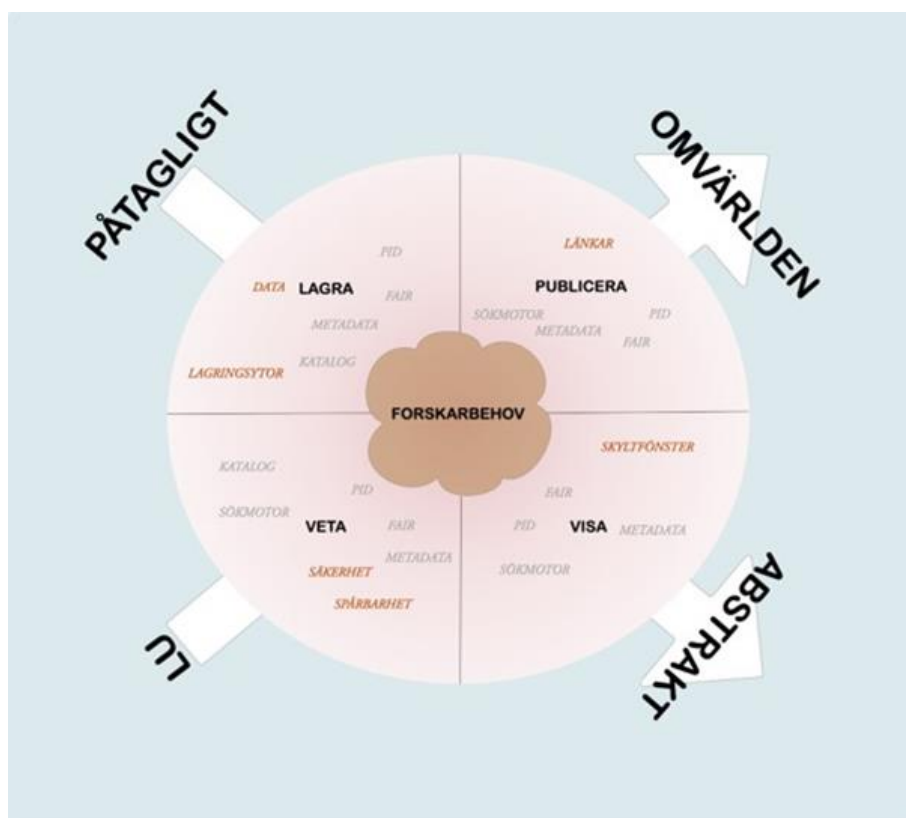 PÅTAGLIGT
OMVÄRLDEN
PID
DATA
LAGRA
FAIR
METADATA
KATALOG
LAGRINGSYTOR
LÄNKAR
PUBLICERA
SÖKMOTOR
PID
METADATA
FAIR
FORSKARBEHOV
KATALOG
PID
SÖKMOTOR
VETA
FAIR
METADATA
SÄKERHET
SPÅRBARHET
SKYLTFÖNSTER
FAIR
PID
VISA
METADATA
SÖKMOTOR
LU
ABSTRAKT